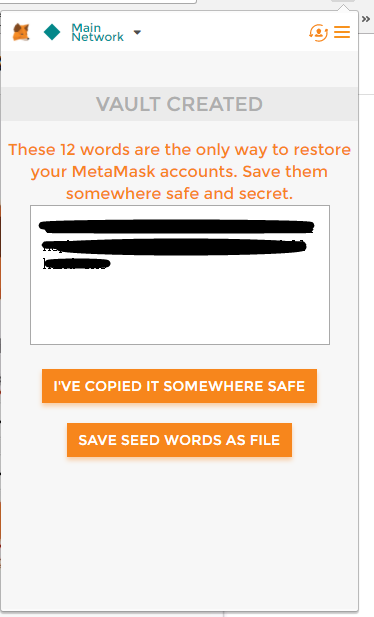 Main
Network
»
VAULT CREATED
These 12 words are the only way to restore
your MetaMask accounts. Save them
somewhere safe and secret.
I'VE COPIED IT SOMEWHERE SAFE
SAVE SEED WORDS AS FILE